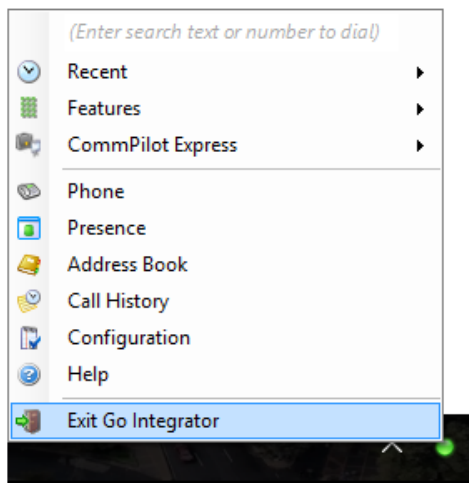 (Enter search text or number to dial)
Recent
Features
CommPilot Express
Phone
Presence
Address Book
Call History
Configuration
Help
Exit Go Integrator